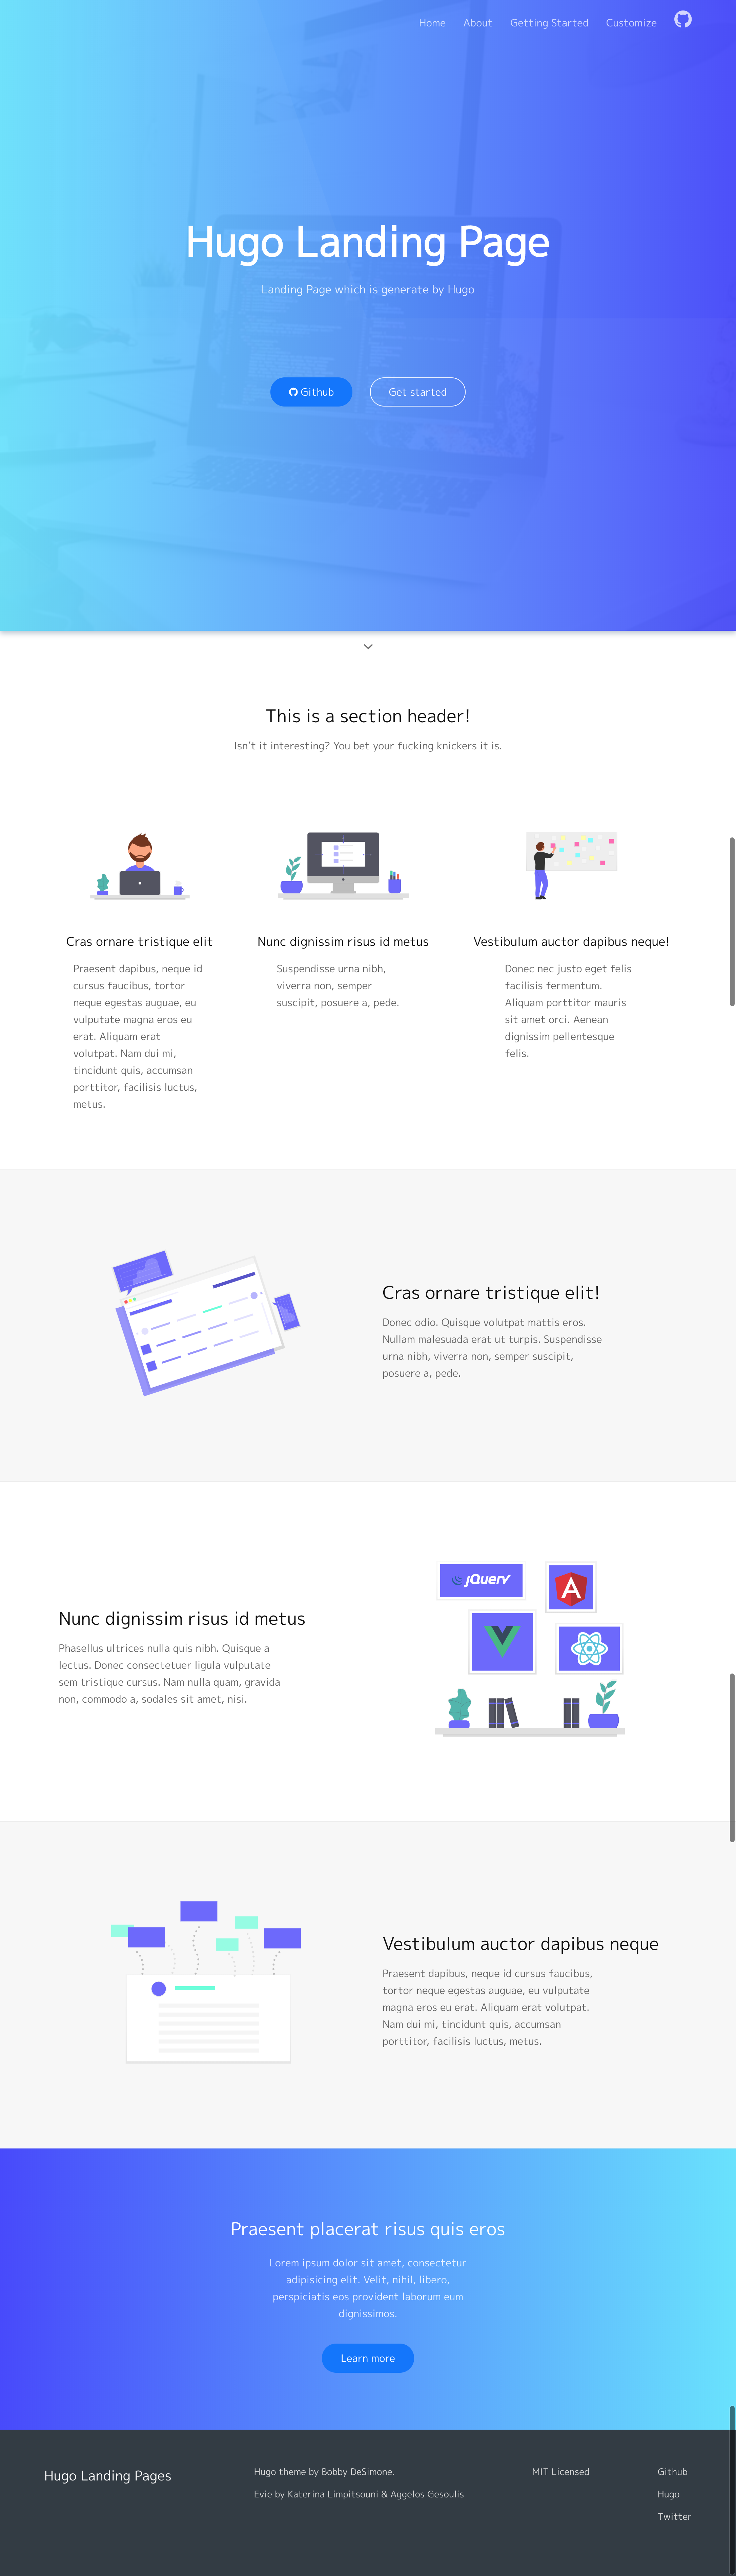 Home About Getting Started Customize
Hugo Landing Page
Landing Page which is generate by Hugo
Github
Get started
This is a section header!
Isn't it interesting? You bet your fucking knickers it is.
Cras ornare tristique elit
Praesent dapibus, neque id
cursus faucibus, tortor
neque egestas auguae, eu
vulputate magna eros eu
erat. Aliquam erat
volutpat. Nam dui mi,
tincidunt quis, accumsan
porttitor, facilisis luctus,
metus.
Nunc dignissim risus id metus
Suspendisse urna nibh,
viverra non, semper
suscipit, posuere a, pede.
Vestibulum auctor dapibus neque!
Donec nec justo eget felis
facilisis fermentum.
Aliquam porttitor mauris
sit amet orci. Aenean
dignissim pellentesque
felis.
Cras ornare tristique elit!
Donec odio. Quisque volutpat mattis eros.
Nullam malesuada erat ut turpis. Suspendisse
urna nibh, viverra non, semper suscipit,
posuere a, pede.
Nunc dignissim risus id metus
Phasellus ultrices nulla quis nibh. Quisque a
lectus. Donec consectetuer ligula vulputate
sem tristique cursus. Nam nulla quam, gravida
non, commodo a, sodales sit amet, nisi.
jQuery
Vestibulum auctor dapibus neque
Praesent dapibus, neque id cursus faucibus,
tortor neque egestas auguae, eu vulputate
magna eros eu erat. Aliquam erat volutpat.
Nam dui mi, tincidunt quis, accumsan
porttitor, facilisis luctus, metus.
Praesent placerat risus quis eros
Lorem ipsum dolor sit amet, consectetur
adipisicing elit. Velit, nihil, libero,
perspiciatis eos provident laborum eum
dignissimos.
Learn more
Hugo Landing Pages
Hugo theme by Bobby DeSimone.
Evie by Katerina Limpitsouni & Aggelos Gesoulis
MIT Licensed
Github
Hugo
Twitter